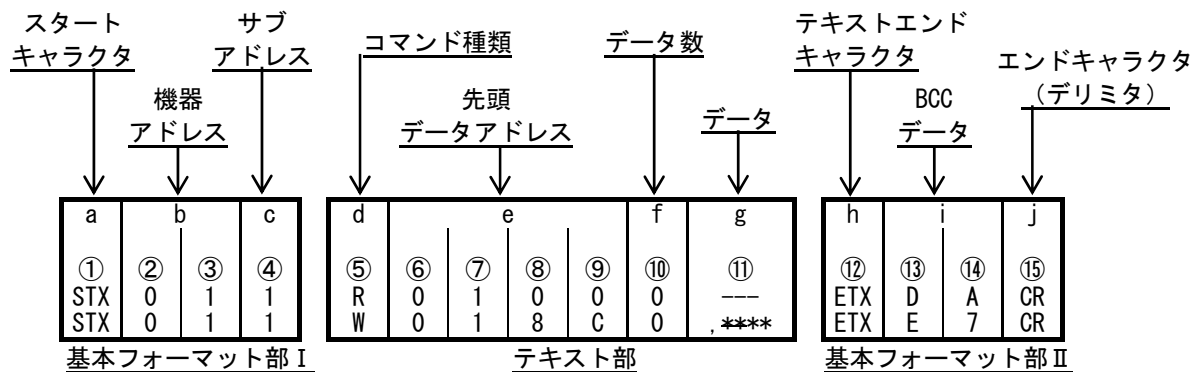 スタート
キャラクタ
サブ
アドレス
コマンド種類
データ数
テキストエンド
キャラクタ
エンドキャラクタ
(デリミタ)
機器
アドレス
先頭
データアドレス
データ
BCC
データ
a b c d e f g h i j
① ② ③ ④ ⑤ ⑥ ⑦ ⑧ ⑨ ⑩ ⑪ ⑫ ⑬ ⑭ ⑮
STX 0 1 1 R 0 1 0 0 0 --- ETX D A CR
STX 0 1 1 W 0 1 8 C 0 ,**** ETX E 7 CR
基本フォーマット部Ⅰ テキスト部 基本フォーマット部Ⅱ